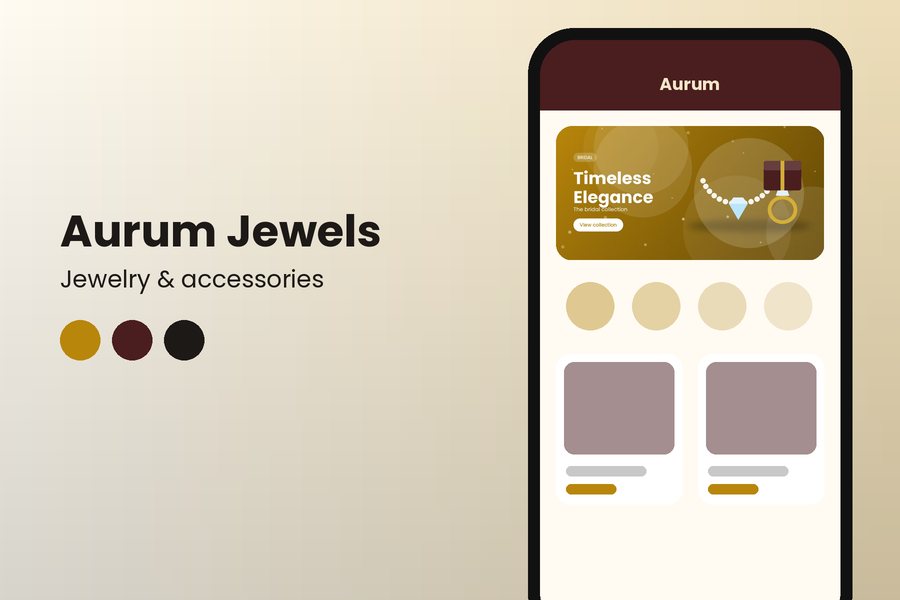 Aurum Jewels
Jewelry & accessories
Aurum
BRIDAL
Timeless
Elegance
The bridal collection
View collection